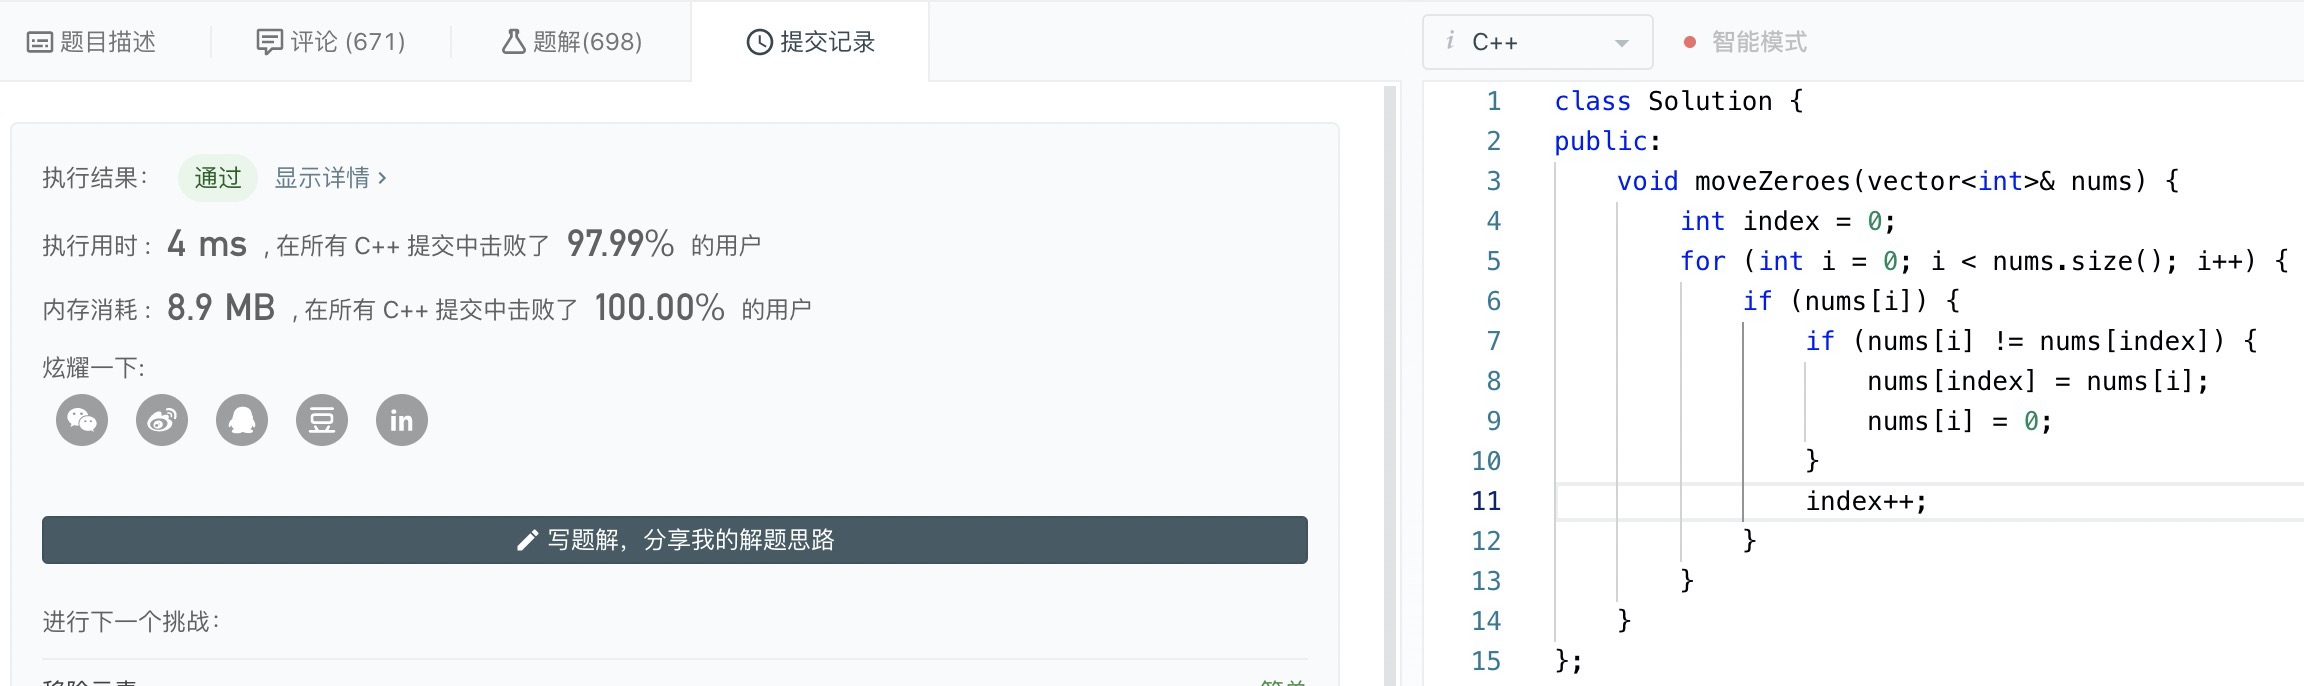 题目描述
评论 (671)
题解(698)
提交记录
执行结果：
通过
显示详情 ›
执行用时 : 4 ms , 在所有 C++ 提交中击败了 97.99% 的用户
内存消耗 : 8.9 MB , 在所有 C++ 提交中击败了 100.00% 的用户
炫耀一下:
豆
in
写题解，分享我的解题思路
进行下一个挑战：
移除元素
简单
i C++
智能模式
1 class Solution {
2 public:
3     void moveZeroes(vector<int>& nums) {
4         int index = 0;
5         for (int i = 0; i < nums.size(); i++) {
6             if (nums[i]) {
7                 if (nums[i] != nums[index]) {
8                     nums[index] = nums[i];
9                     nums[i] = 0;
10                 }
11                 index++;
12             }
13         }
14     }
15 };